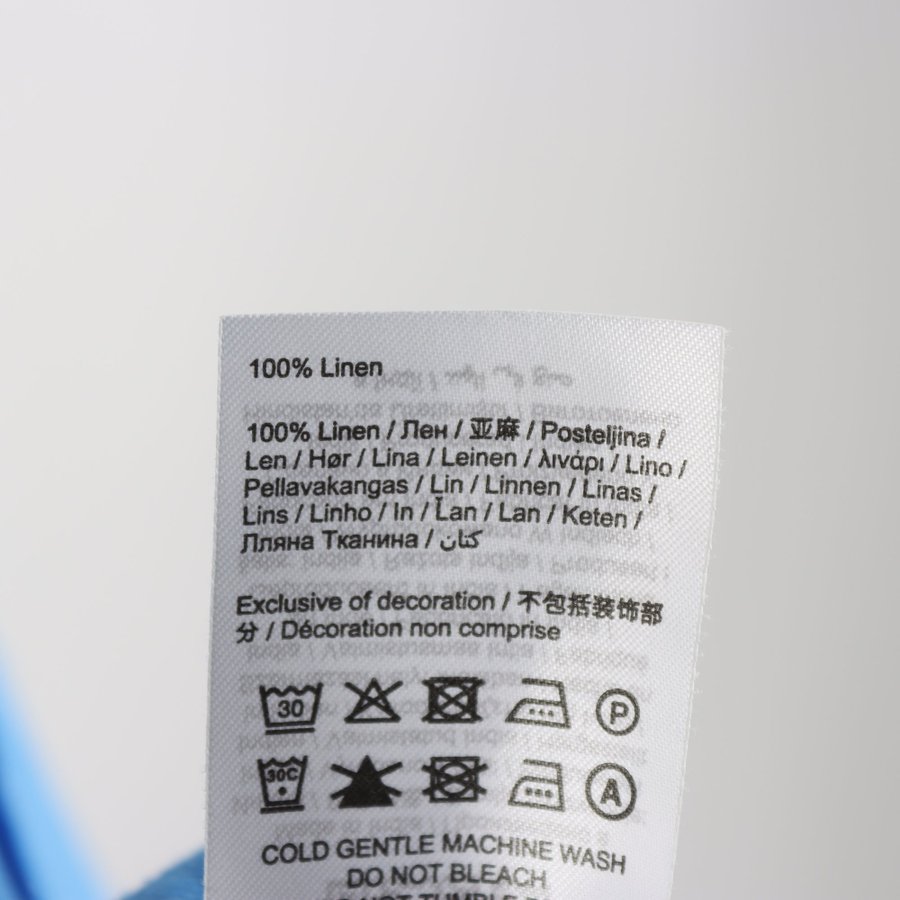 100% Linen
100% Linen / Лен / 亚麻 / Posteljina /
Len / Hør / Lina / Leinen / λινάρι / Lino /
Pellavakangas / Lin / Linnen / Linas /
Lins / Linho / In / Ľan / Lan / Keten /
Лляна Тканина / كتان
Exclusive of decoration / 不包括装饰部
分 / Décoration non comprise
30 P
30C A
COLD GENTLE MACHINE WASH
DO NOT BLEACH
NOT TUMBLE